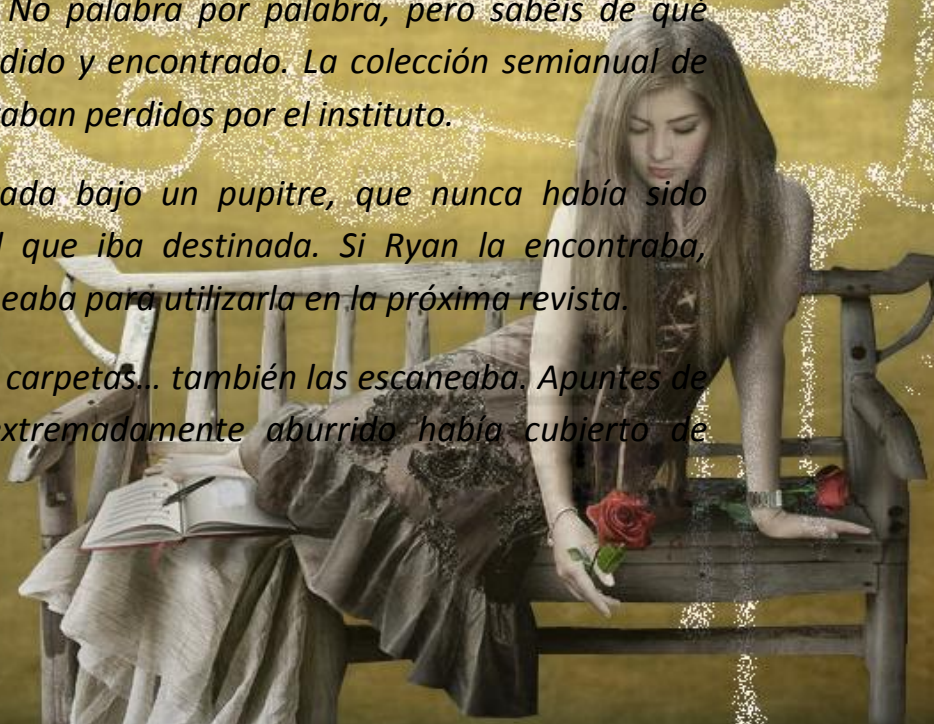 No palabra por palabra, pero sabéis de qué
dido y encontrado. La colección semianual de
aban perdidos por el instituto.
ada bajo un pupitre, que nunca había sido
l que iba destinada. Si Ryan la encontraba,
neaba para utilizarla en la próxima revista.
carpetas... también las escaneaba. Apuntes de
extremadamente aburrido había cubierto de